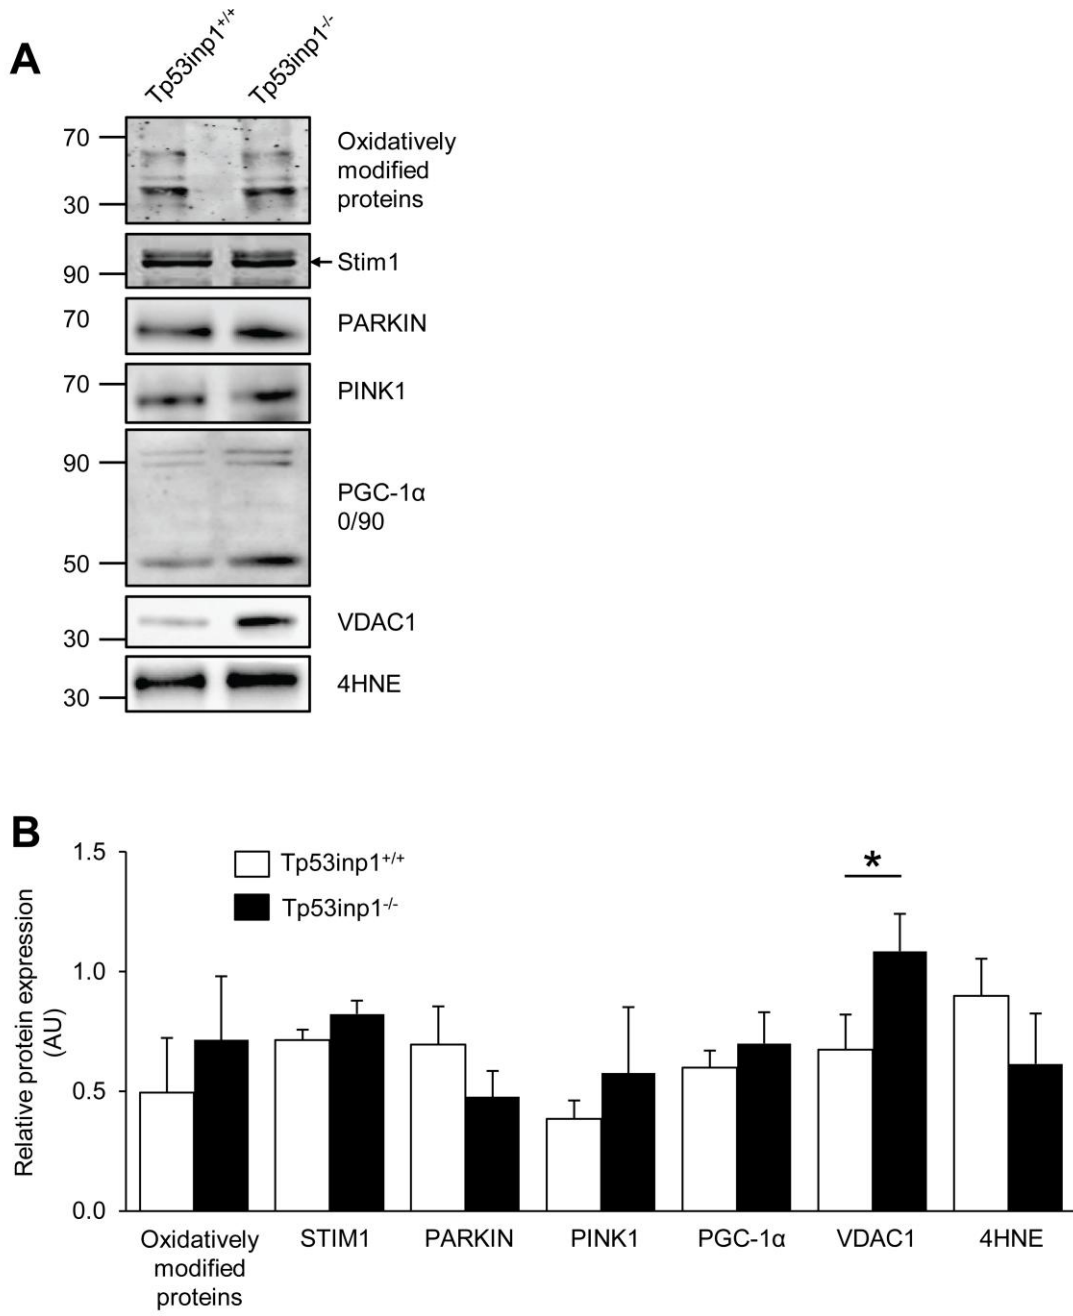 A
Tp53inp1+/+
Tp53inp1-/-
70
30
Oxidatively
modified
proteins
90
Stim1
70
PARKIN
70
PINK1
90
50
PGC-1α
0/90
30
VDAC1
30
4HNE
B
Relative protein expression
(AU)
1.5
1.0
0.5
0.0
Tp53inp1+/+
Tp53inp1-/-
*
Oxidatively
modified
proteins
STIM1
PARKIN
PINK1
PGC-1α
VDAC1
4HNE